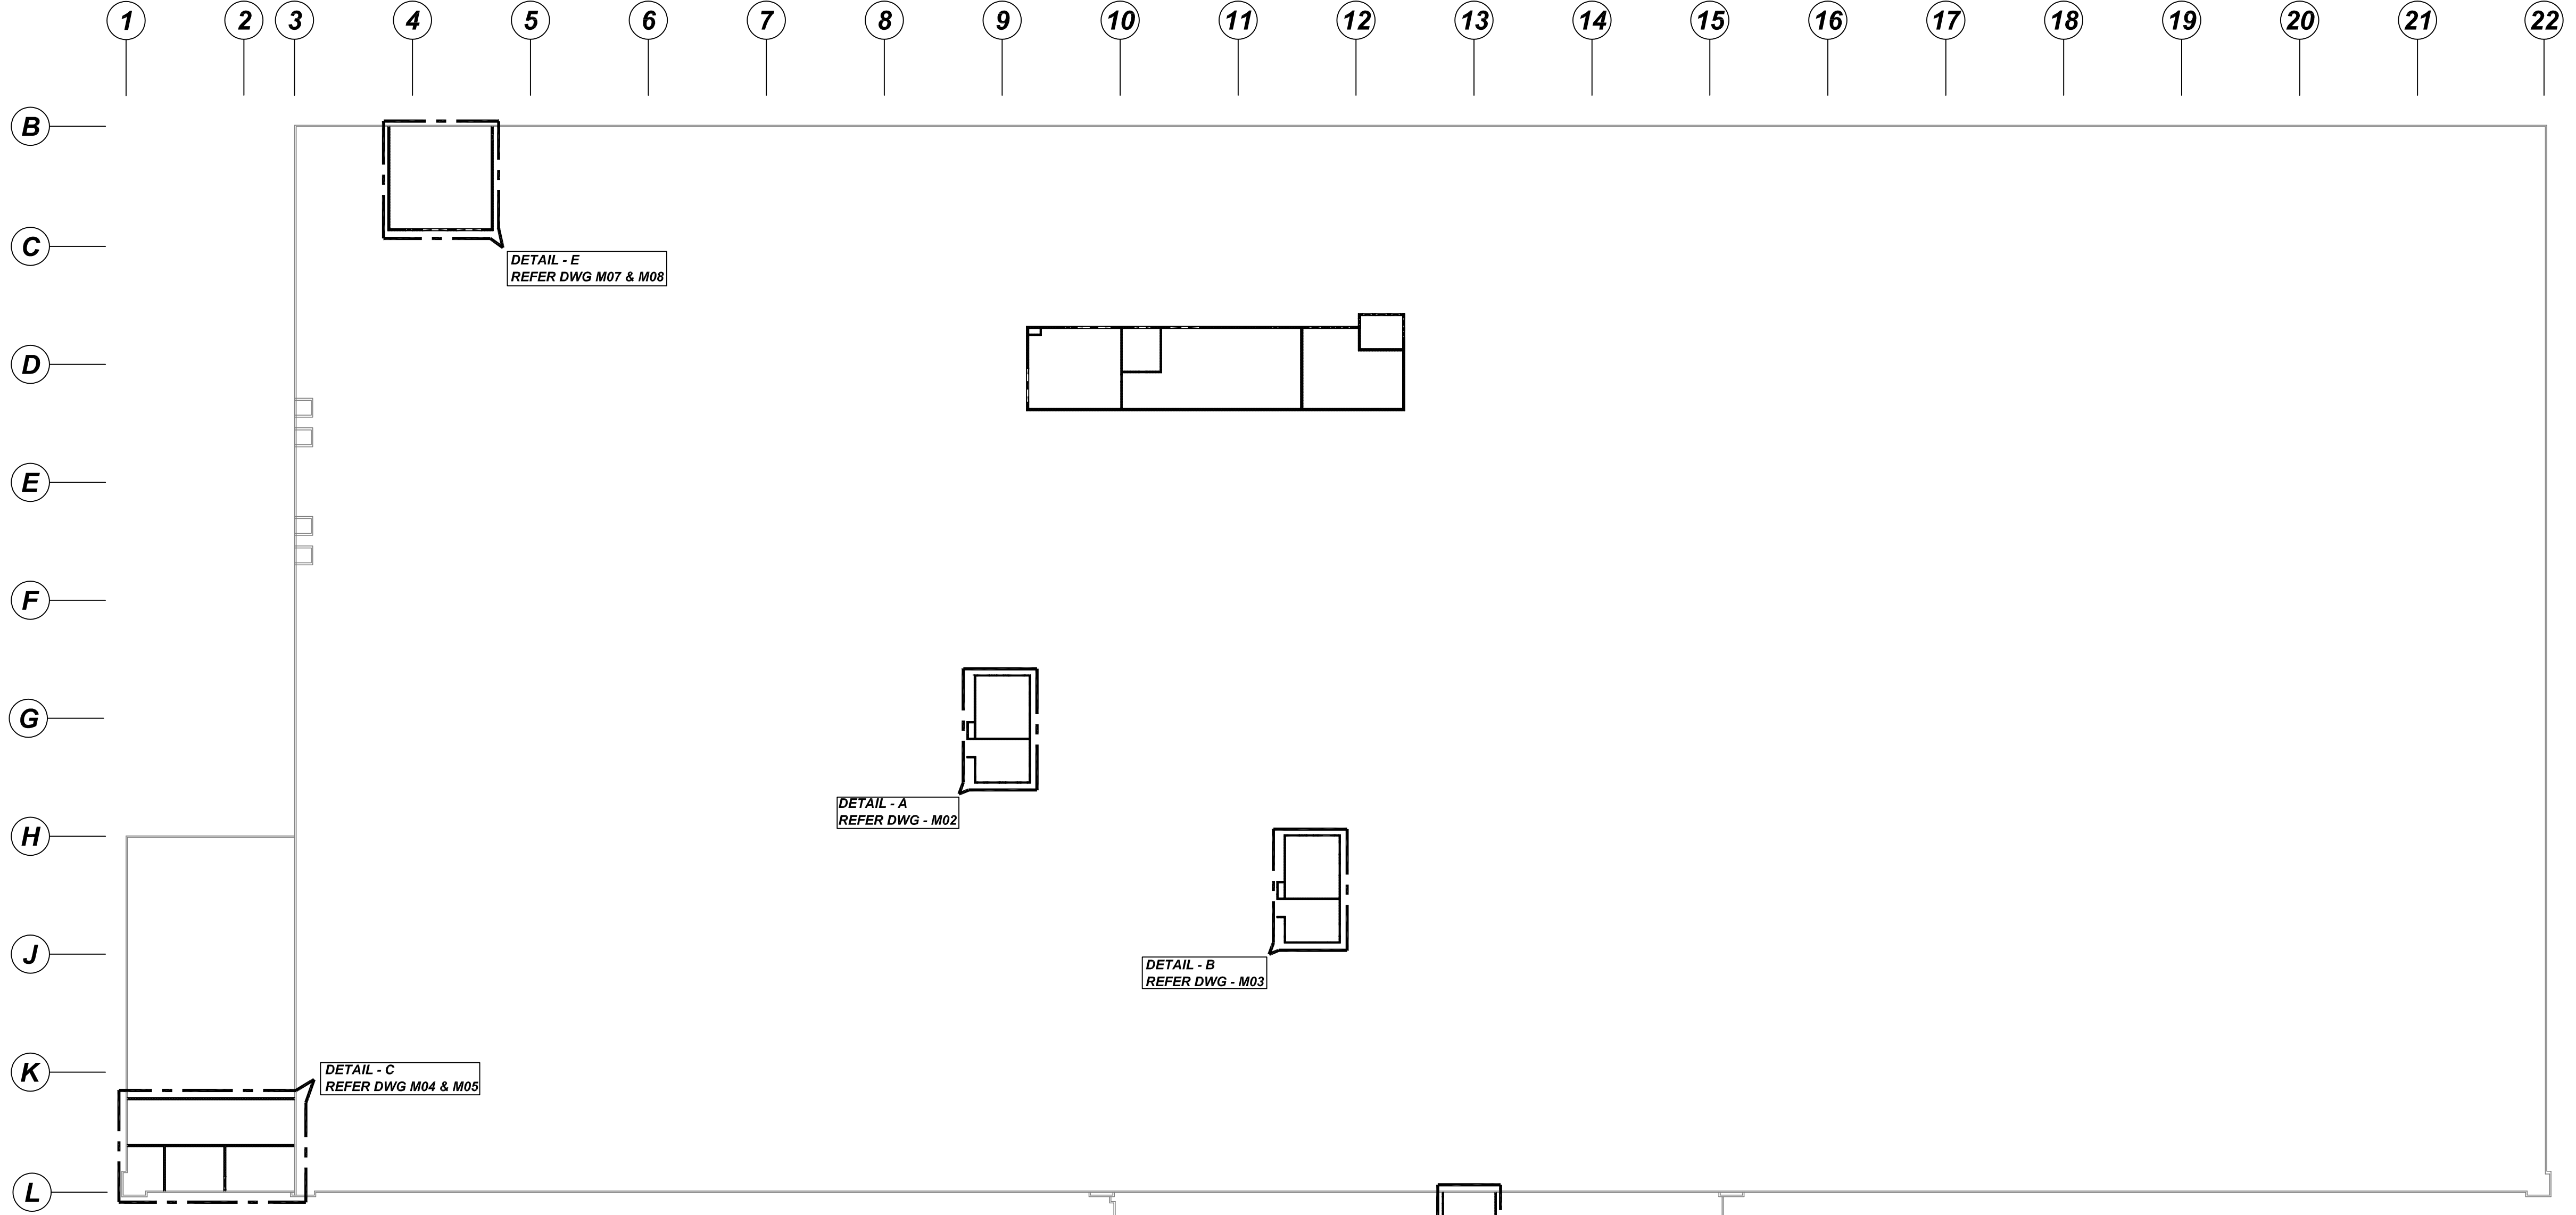 1 2 3 4 5 6 7 8 9 10 11 12 13 14 15 16 17 18 19 20 21 22
B
C
DETAIL - E
REFER DWG M07 & M08
D
E
F
G
DETAIL - A
REFER DWG - M02
H
J
DETAIL - B
REFER DWG - M03
K
DETAIL - C
REFER DWG M04 & M05
L